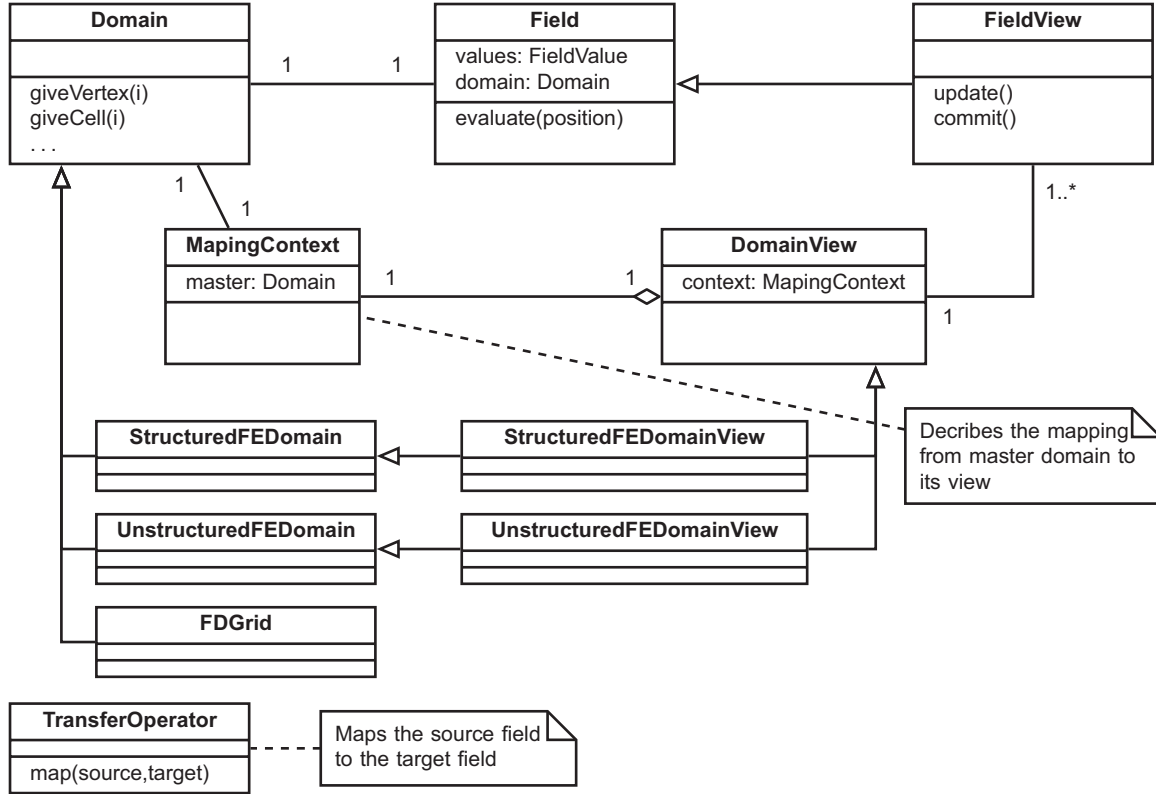 Domain
giveVertex(i)
giveCell(i)
. . .
1
1
Field
values: FieldValue
domain: Domain
evaluate(position)
FieldView
update()
commit()
1
1
1..*
MapingContext
master: Domain
1
1
DomainView
context: MapingContext
1
StructuredFEDomain
StructuredFEDomainView
Decribes the mapping
from master domain to
its view
UnstructuredFEDomain
UnstructuredFEDomainView
FDGrid
TransferOperator
map(source,target)
Maps the source field
to the target field